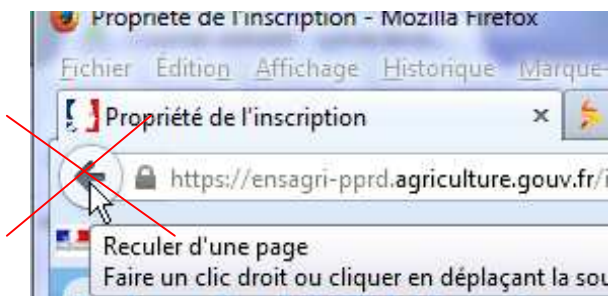 Propriété de l'inscription - Mozilla Firefox
Fichier Édition Affichage Historique Marque-
Propriété de l'inscription ×
https://ensagri-pprd.agriculture.gouv.fr/i
Reculer d'une page
Faire un clic droit ou cliquer en déplaçant la sou